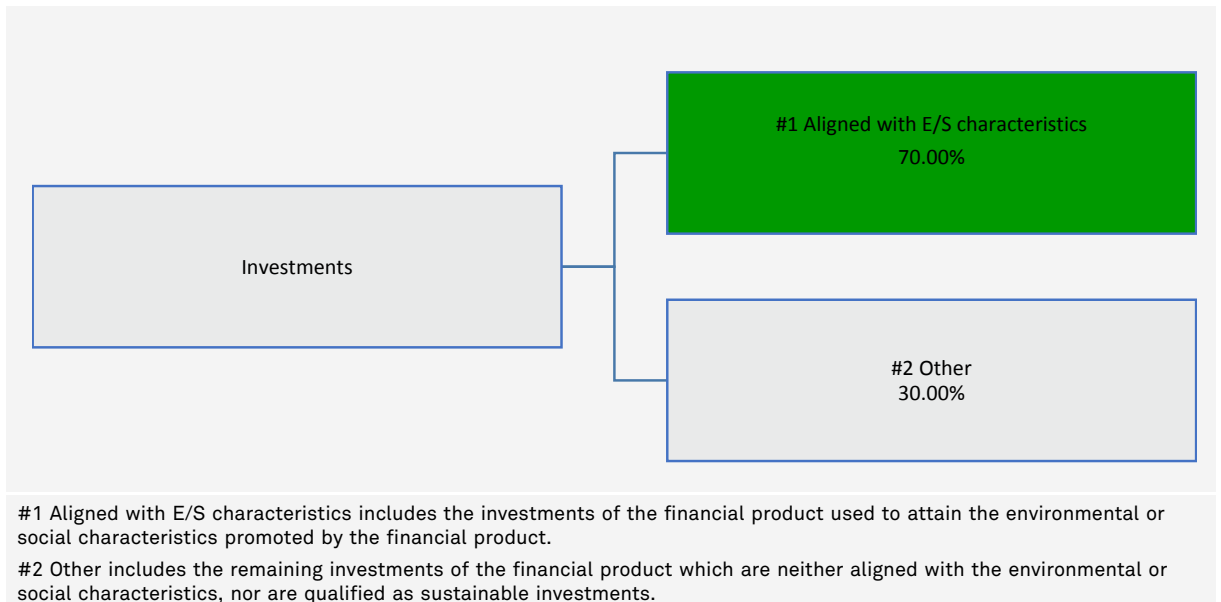 #1 Aligned with E/S characteristics
70.00%
Investments
#2 Other
30.00%
#1 Aligned with E/S characteristics includes the investments of the financial product used to attain the environmental or
social characteristics promoted by the financial product.
#2 Other includes the remaining investments of the financial product which are neither aligned with the environmental or
social characteristics, nor are qualified as sustainable investments.